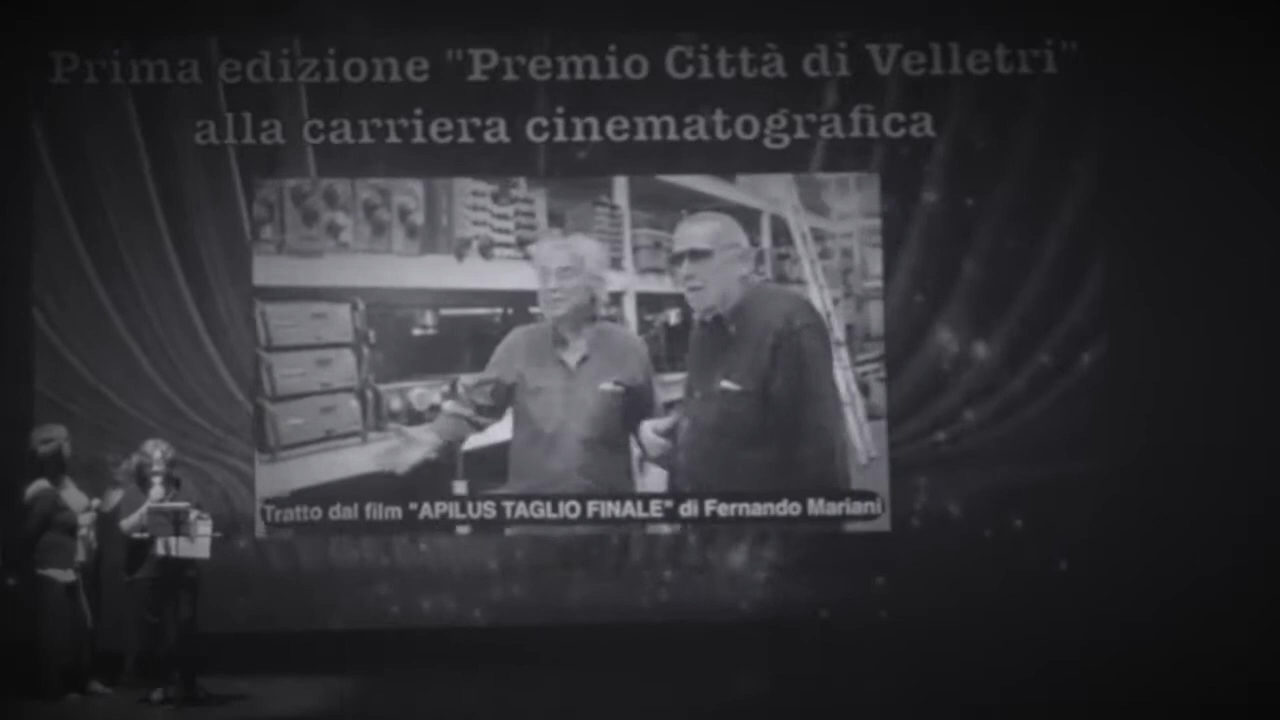 Prima edizione "Premio Città di Velletri"
alla carriera cinematografica
Tratto dal film "APILUS TAGLIO FINALE" di Fernando Mariani